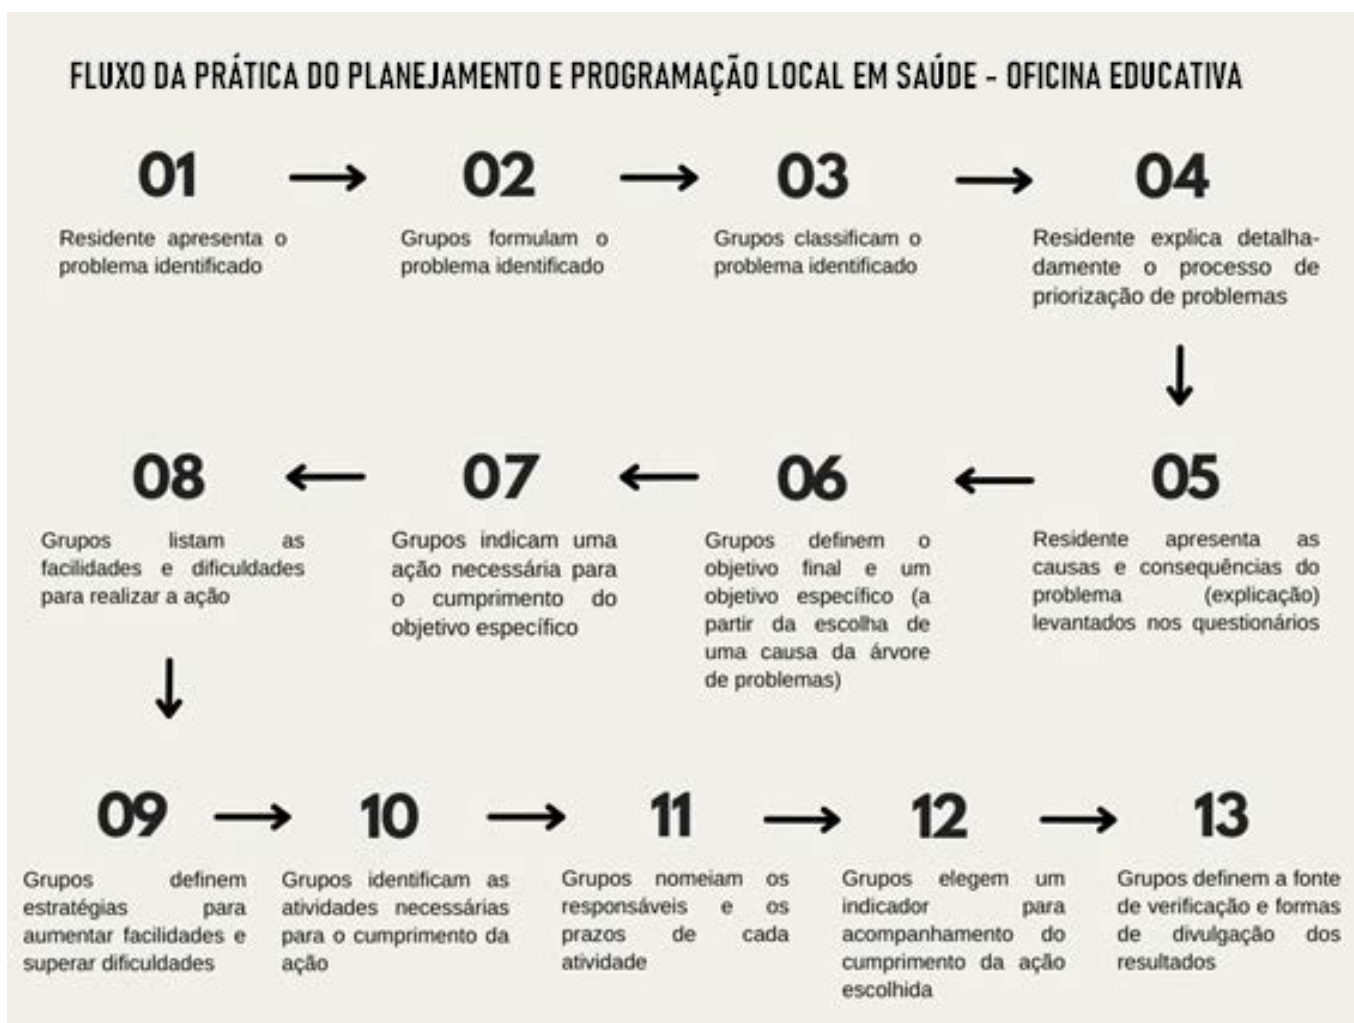 FLUXO DA PRÁTICA DO PLANEJAMENTO E PROGRAMAÇÃO LOCAL EM SAÚDE - OFICINA EDUCATIVA
01
Residente apresenta o
problema identificado
02
Grupos formulam o
problema identificado
03
Grupos classificam o
problema identificado
04
Residente explica detalha-
damente o processo de
priorização de problemas
05
Residente apresenta as
causas e consequências do
problema (explicação)
levantados nos questionários
06
Grupos definem o
objetivo final e um
objetivo específico (a
partir da escolha de
uma causa da árvore
de problemas)
07
Grupos indicam uma
ação necessária para
o cumprimento do
objetivo específico
08
Grupos listam as
facilidades e dificuldades
para realizar a ação
09
Grupos definem
estratégias para
aumentar facilidades e
superar dificuldades
10
Grupos identificam as
atividades necessárias
para o cumprimento da
ação
11
Grupos nomeiam os
responsáveis e os
prazos de cada
atividade
12
Grupos elegem um
indicador para
acompanhamento do
cumprimento da ação
escolhida
13
Grupos definem a fonte
de verificação e formas
de divulgação dos
resultados